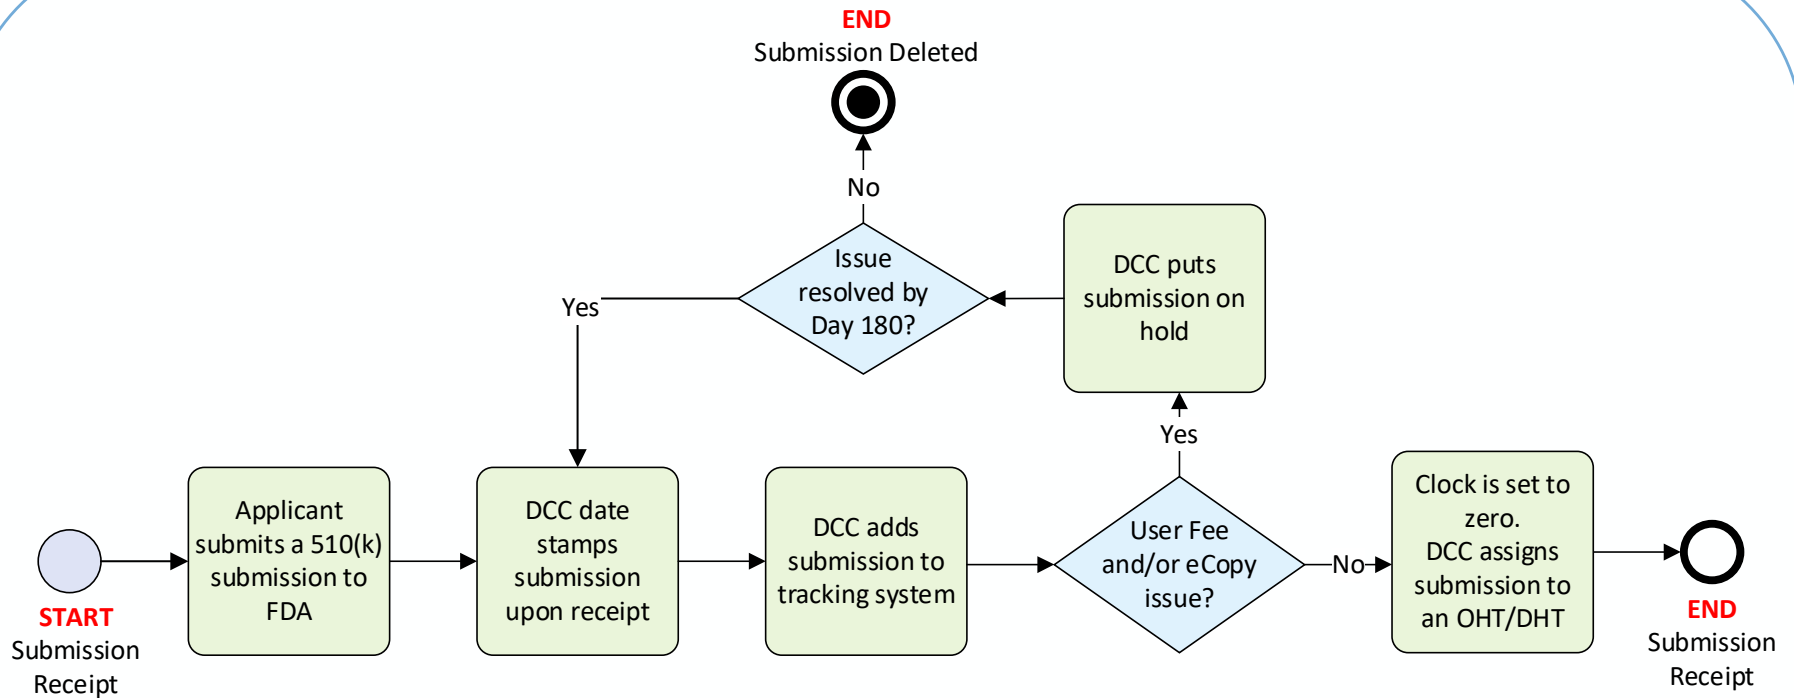 END
Submission Deleted
No
Issue
resolved by
Day 180?
Yes
DCC puts
submission on
hold
Yes
START
Submission
Receipt
Applicant
submits a 510(k)
submission to
FDA
DCC date
stamps
submission
upon receipt
DCC adds
submission to
tracking system
User Fee
and/or eCopy
issue?
No
Clock is set to
zero.
DCC assigns
submission to
an OHT/DHT
END
Submission
Receipt